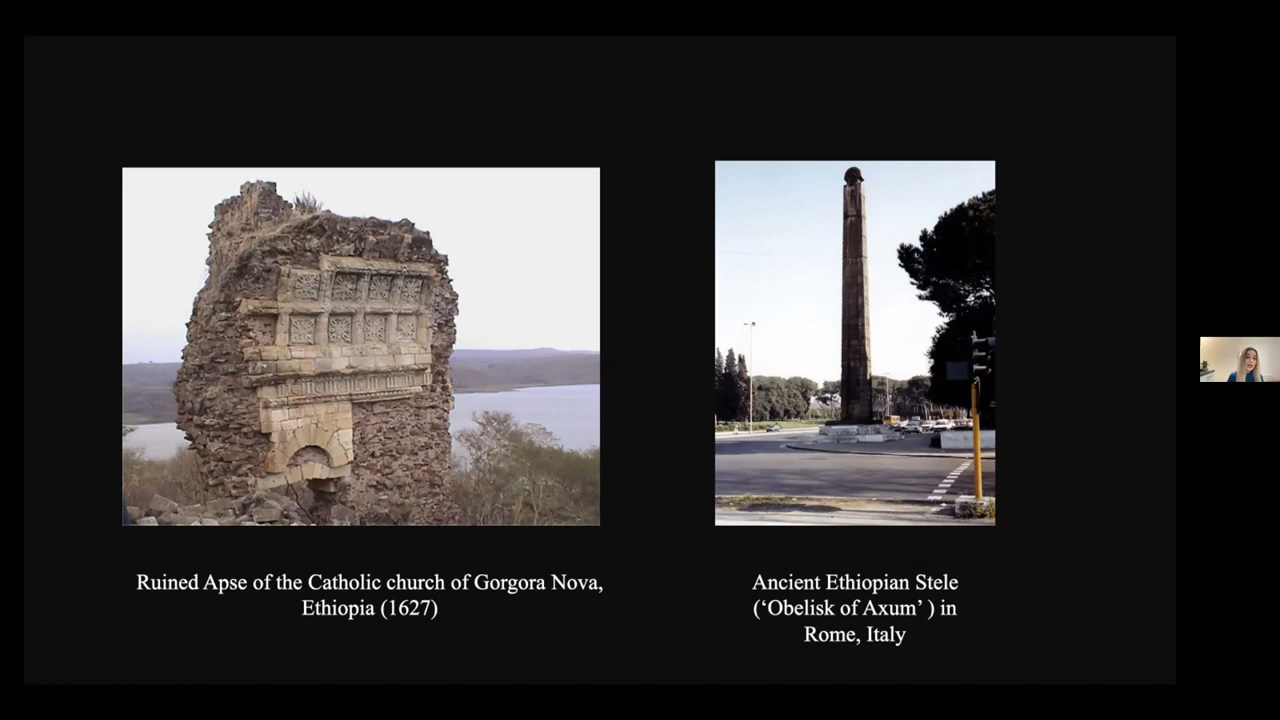 Ruined Apse of the Catholic church of Gorgora Nova,
Ethiopia (1627)
Ancient Ethiopian Stele
(‘Obelisk of Axum’ ) in
Rome, Italy